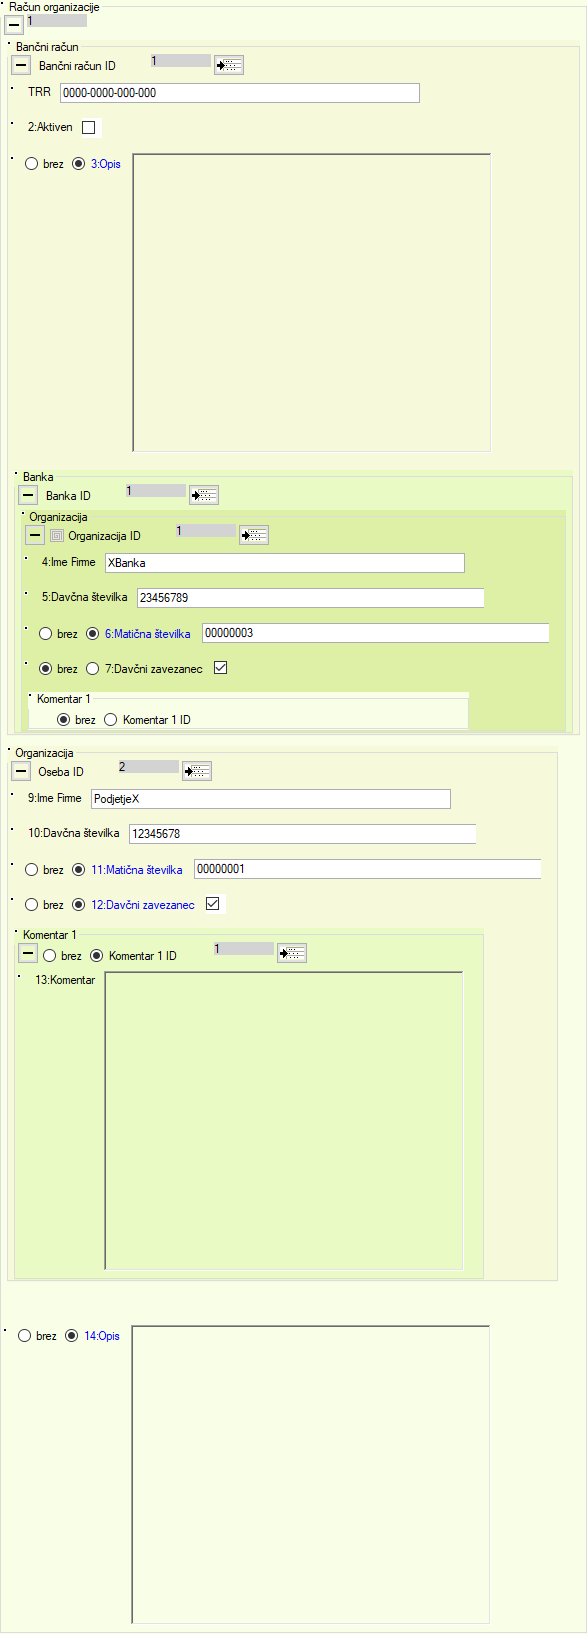 Račun organizacije
1
Bančni račun
Bančni račun ID 1
TRR 0000-0000-000-000
2:Aktiven
brez 3:Opis
Banka
Banka ID 1
Organizacija
Organizacija ID 1
4:Ime Firme XBanka
5:Davčna številka 23456789
brez 6:Matična številka 00000003
brez 7:Davčni zavezanec
Komentar 1
brez Komentar 1 ID
Organizacija
Oseba ID 2
9:Ime Firme PodjetjeX
10:Davčna številka 12345678
brez 11:Matična številka 00000001
brez 12:Davčni zavezanec
Komentar 1
brez Komentar 1 ID 1
13:Komentar
brez 14:Opis